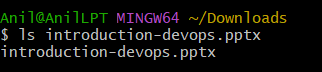 Anil@AnilLPT MINGW64 ~/Downloads
$ ls introduction-devops.pptx
introduction-devops.pptx